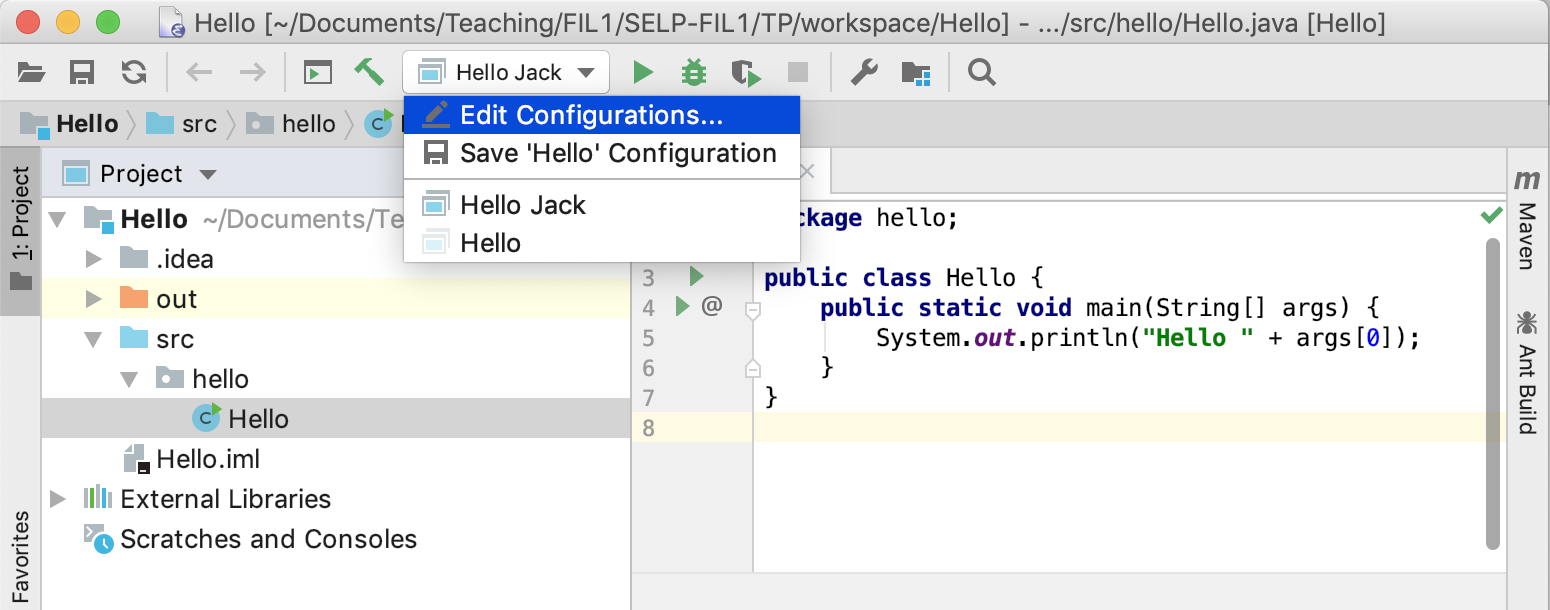 Hello [~/Documents/Teaching/FIL1/SELP-FIL1/TP/workspace/Hello] - .../src/hello/Hello.java [Hello]
Hello Jack
Edit Configurations...
Save 'Hello' Configuration
Hello Jack
Hello
Hello src hello C
1: Project
Project
Hello ~/Documents/Te
.idea
out
src
hello
C Hello
Hello.iml
External Libraries
Scratches and Consoles
Favorites
ckage hello;
3 public class Hello {
4 @ public static void main(String[] args) {
5 System.out.println("Hello " + args[0]);
6 }
7 }
8
m Maven
Ant Build